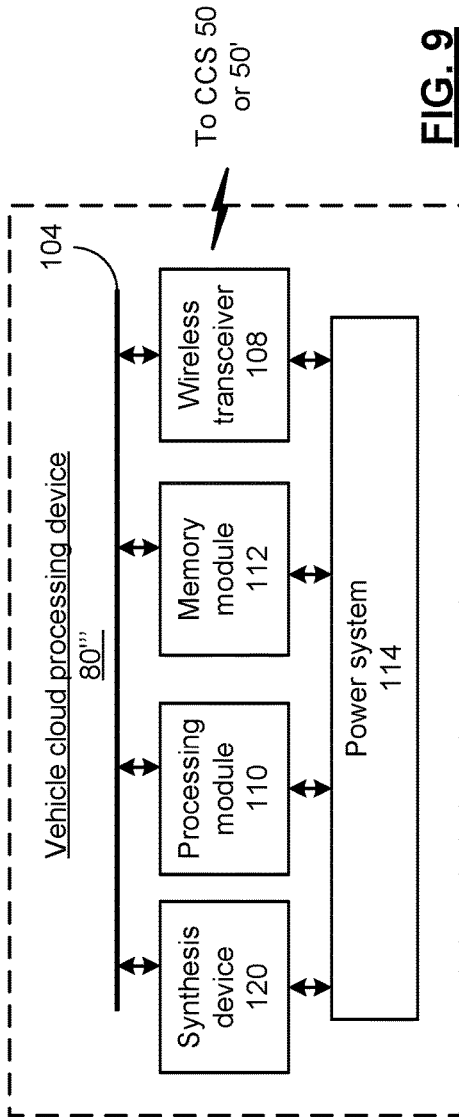 Vehicle cloud processing device
80''''
104
Synthesis
device
120
Processing
module
110
Memory
module
112
Wireless
transceiver
108
Power system
114
To CCS 50
or 50'
FIG. 9